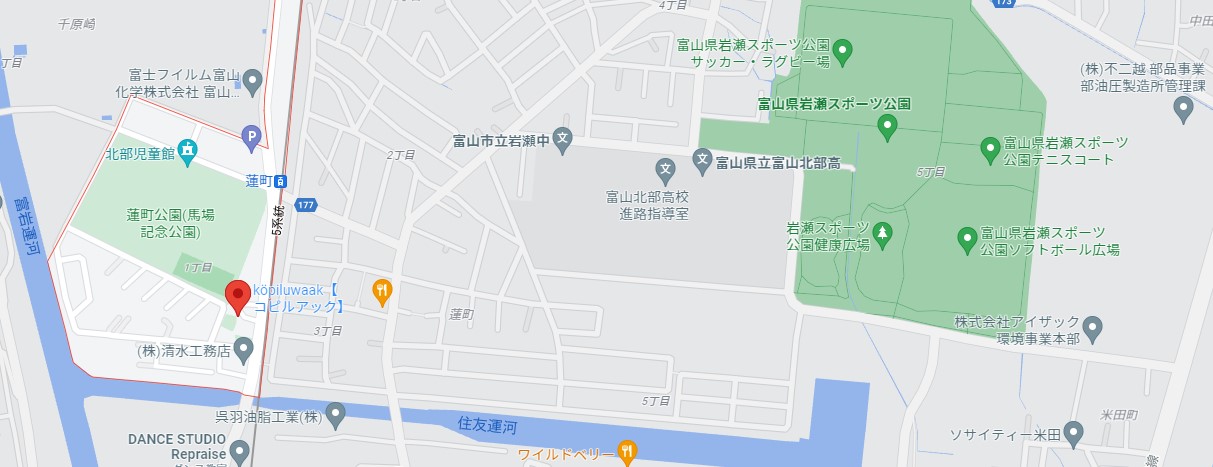 千原崎
4丁目
173
中田
丁目
富士フイルム富山
化学株式会社 富山...
富山県岩瀬スポーツ公園
サッカー・ラグビー場
(株)不二越 部品事業
部油圧製造所管理課
富山県岩瀬スポーツ公園
P
北部児童館
富山市立岩瀬中
文
2丁目
文
富山県立富山北部高
文
富山北部高校
進路指導室
富山県岩瀬スポーツ
公園テニスコート
5丁目
蓮町
177
5系統
富岩運河
蓮町公園(馬場
記念公園)
岩瀬スポーツ
公園健康広場
富山県岩瀬スポーツ
公園ソフトボール広場
1丁目
köpiluwaak【
コピルアック】
蓮町
3丁目
株式会社アイザック
環境事業本部
(株)清水工務店
5丁目
米田町
呉羽油脂工業(株)
住友運河
DANCE STUDIO
Repraise
ワイルドベリー
ソサイティー米田